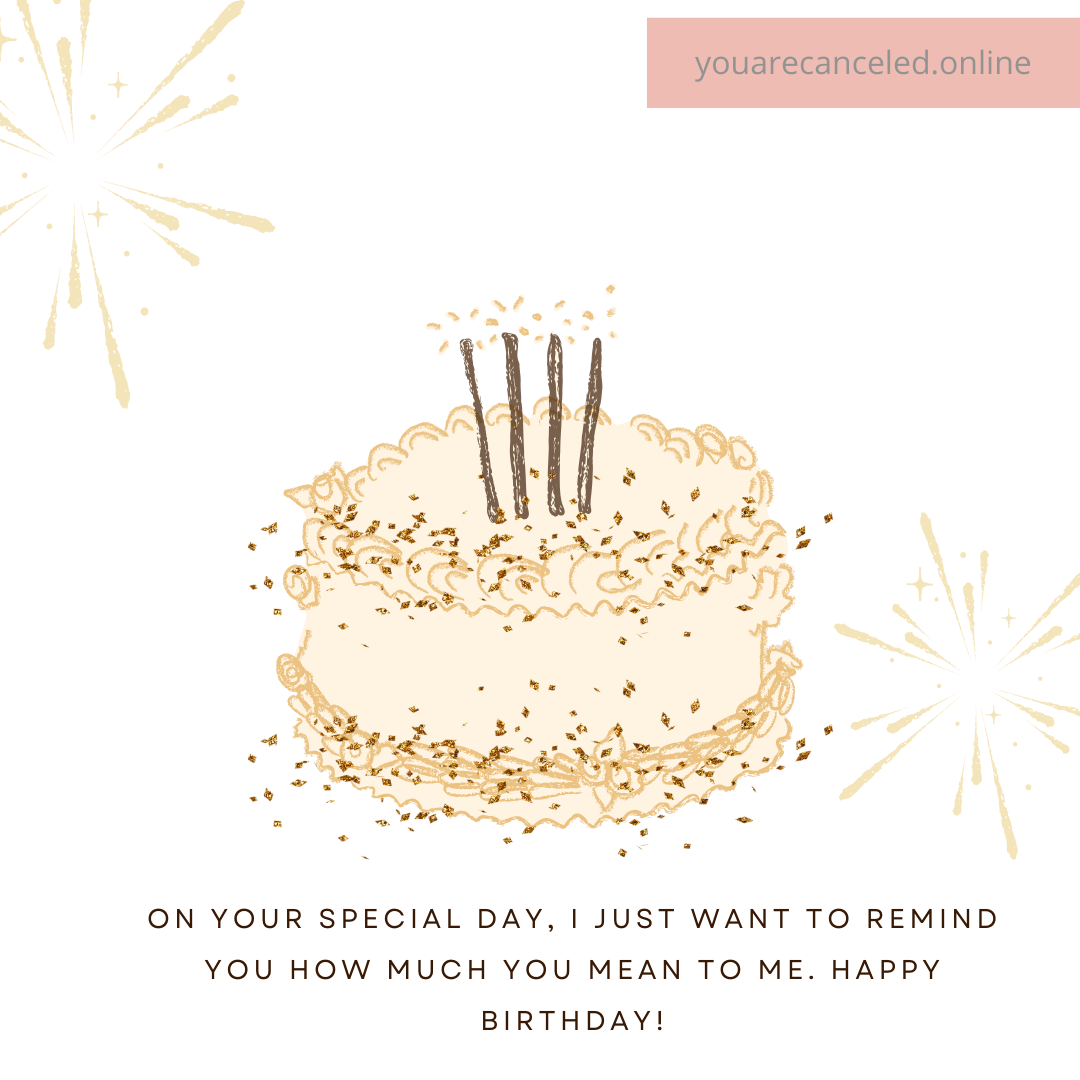 youarecanceled.online
ON YOUR SPECIAL DAY, I JUST WANT TO REMIND
YOU HOW MUCH YOU MEAN TO ME. HAPPY
BIRTHDAY!